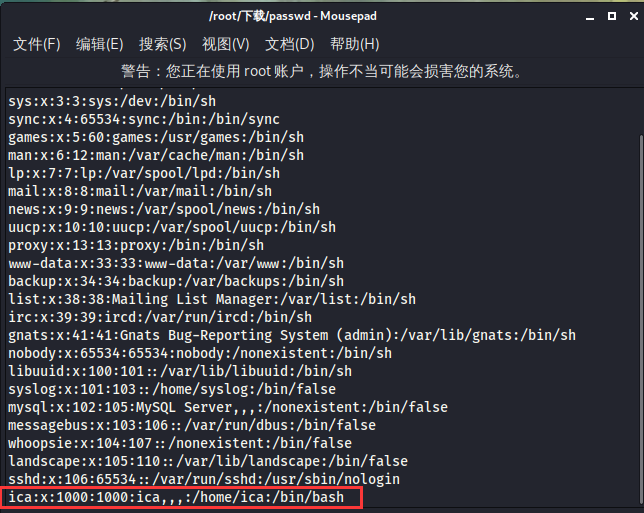 /root/下载/passwd - Mousepad
文件(F) 编辑(E) 搜索(S) 视图(V) 文档(D) 帮助(H)
警告：您正在使用 root 账户，操作不当可能会损害您的系统。
sys:x:3:3:sys:/dev:/bin/sh
sync:x:4:65534:sync:/bin:/bin/sync
games:x:5:60:games:/usr/games:/bin/sh
man:x:6:12:man:/var/cache/man:/bin/sh
lp:x:7:7:lp:/var/spool/lpd:/bin/sh
mail:x:8:8:mail:/var/mail:/bin/sh
news:x:9:9:news:/var/spool/news:/bin/sh
uucp:x:10:10:uucp:/var/spool/uucp:/bin/sh
proxy:x:13:13:proxy:/bin:/bin/sh
www-data:x:33:33:www-data:/var/www:/bin/sh
backup:x:34:34:backup:/var/backups:/bin/sh
list:x:38:38:Mailing List Manager:/var/list:/bin/sh
irc:x:39:39:ircd:/var/run/ircd:/bin/sh
gnats:x:41:41:Gnats Bug-Reporting System (admin):/var/lib/gnats:/bin/sh
nobody:x:65534:65534:nobody:/nonexistent:/bin/sh
libuuid:x:100:101::/var/lib/libuuid:/bin/sh
syslog:x:101:103::/home/syslog:/bin/false
mysql:x:102:105:MySQL Server,,,:/nonexistent:/bin/false
messagebus:x:103:106::/var/run/dbus:/bin/false
whoopsie:x:104:107::/nonexistent:/bin/false
landscape:x:105:110::/var/lib/landscape:/bin/false
sshd:x:106:65534::/var/run/sshd:/usr/sbin/nologin
ica:x:1000:1000:ica,,,:/home/ica:/bin/bash